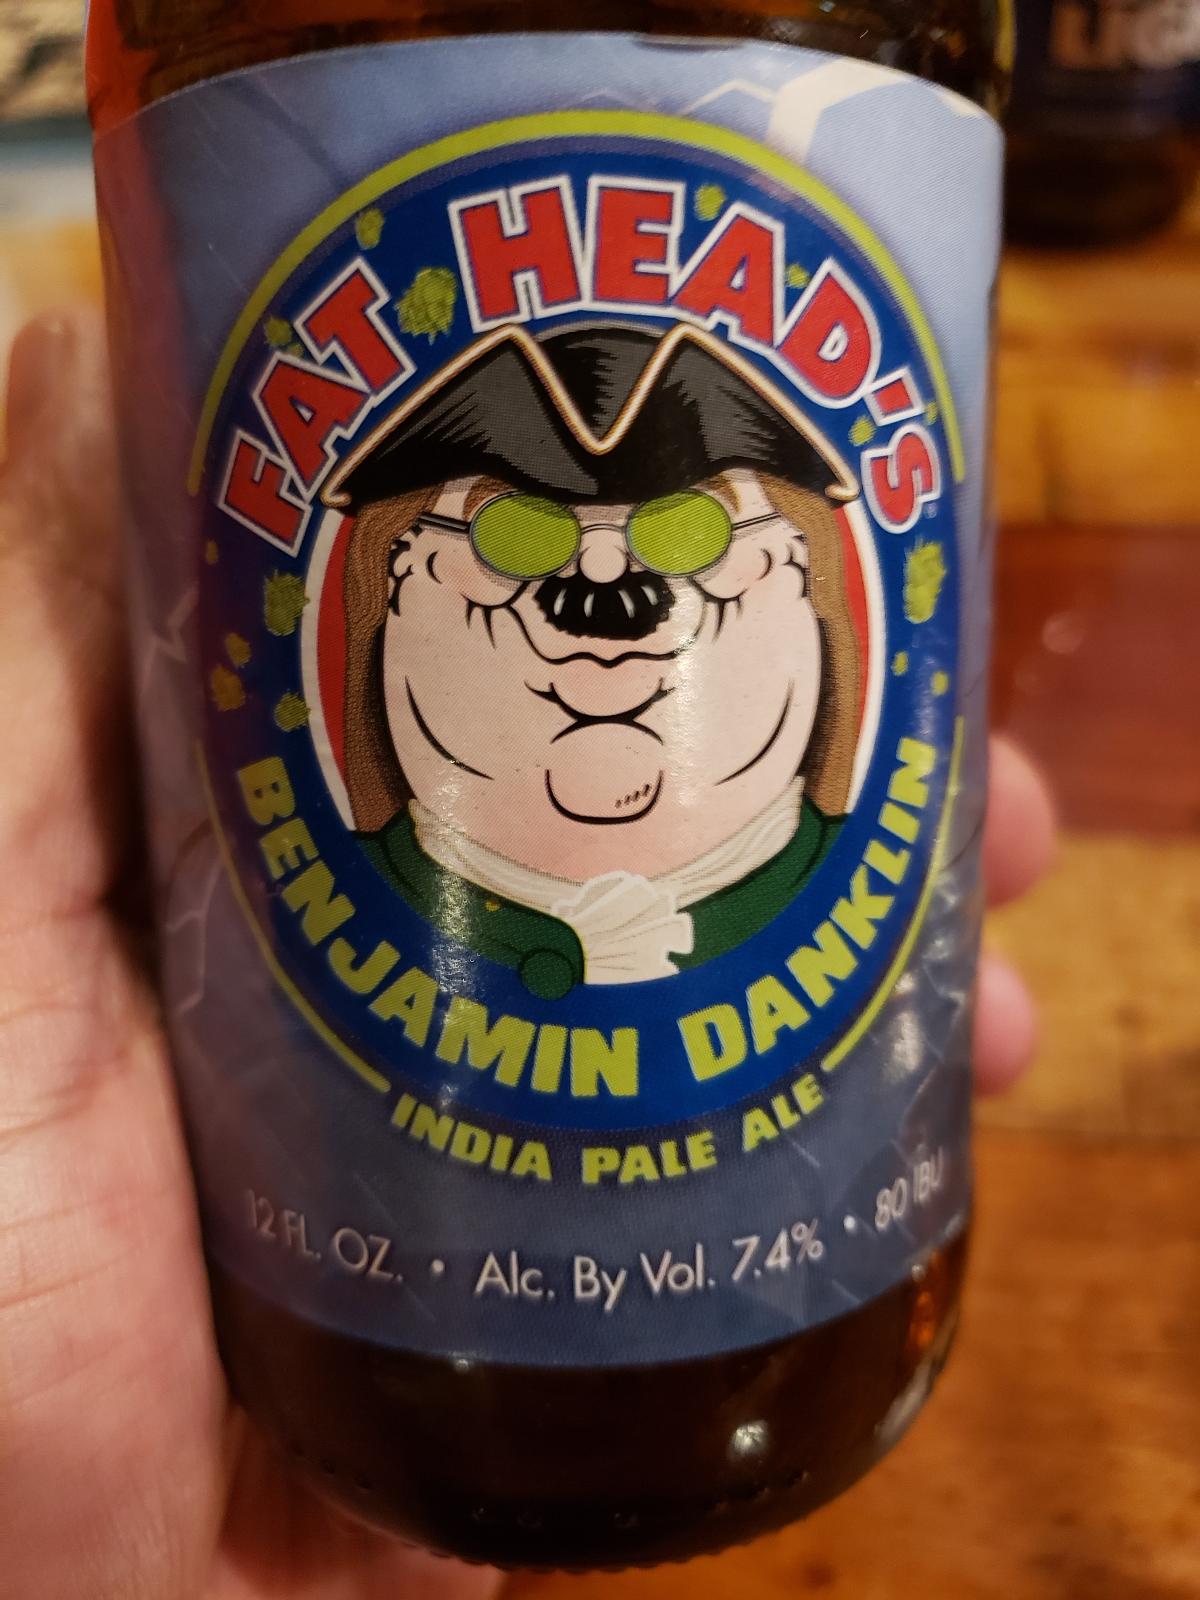 FAT HEAD'S
BENJAMIN DANKLIN
INDIA PALE ALE
12 FL. OZ. • Alc. By Vol. 7.4% • 80 IBU